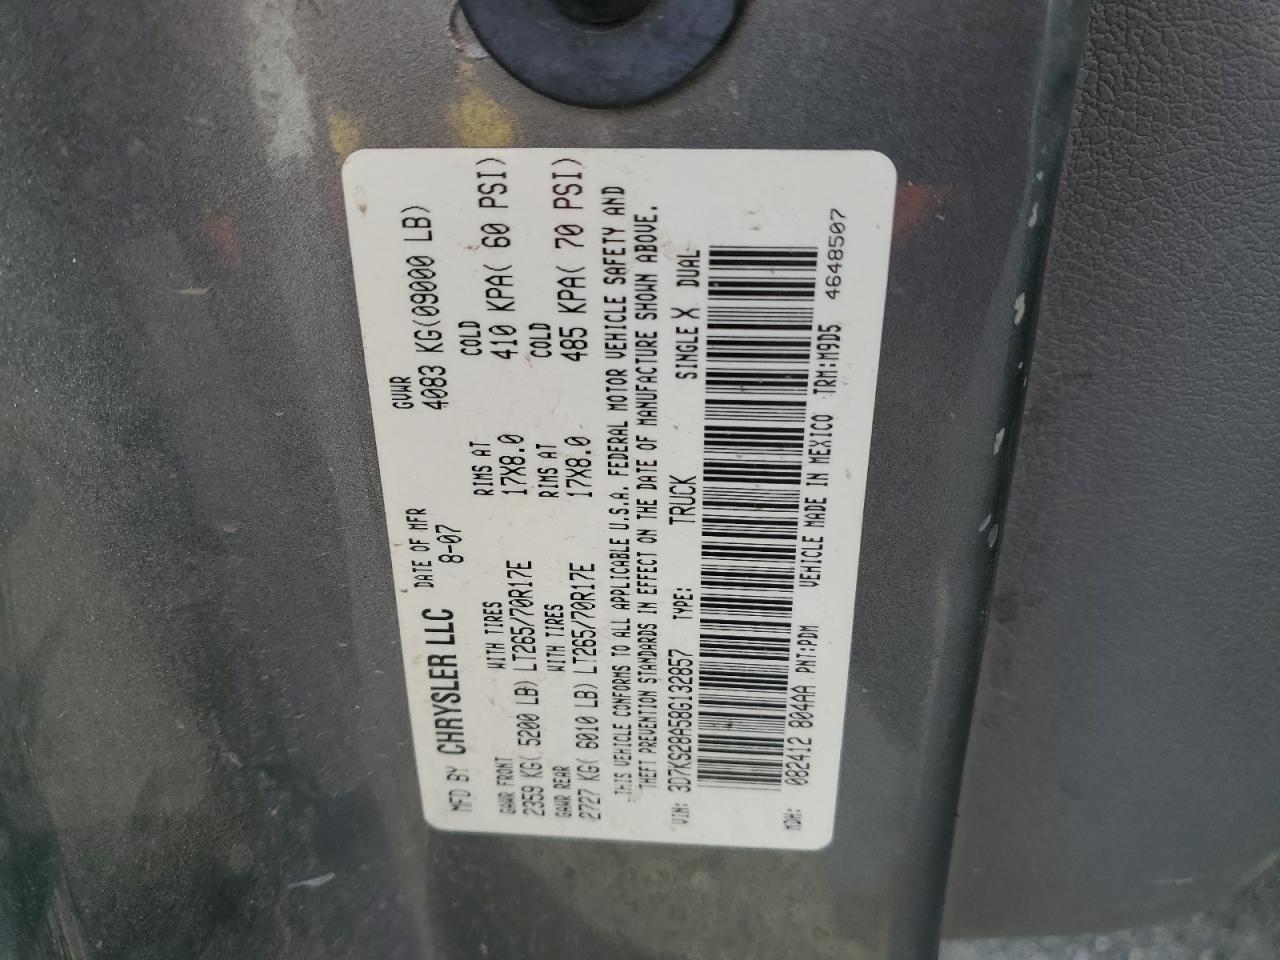 MFD BY CHRYSLER LLC DATE OF MFR 8-07 GVWR 4083 KG(09000 LB)
GAWR FRONT WITH TIRES RIMS AT COLD
2359 KG( 5200 LB) LT265/70R17E 17X8.0 410 KPA( 60 PSI)
GAWR REAR WITH TIRES RIMS AT COLD
2727 KG( 6010 LB) LT265/70R17E 17X8.0 485 KPA( 70 PSI)
THIS VEHICLE CONFORMS TO ALL APPLICABLE U.S.A. FEDERAL MOTOR VEHICLE SAFETY AND
THEFT PREVENTION STANDARDS IN EFFECT ON THE DATE OF MANUFACTURE SHOWN ABOVE.
VIN: 3D7KS28A58G132857 TYPE: TRUCK SINGLE X DUAL
MDH: 082412 804AA PNT:PDM VEHICLE MADE IN MEXICO TRM:M9D5 4648507